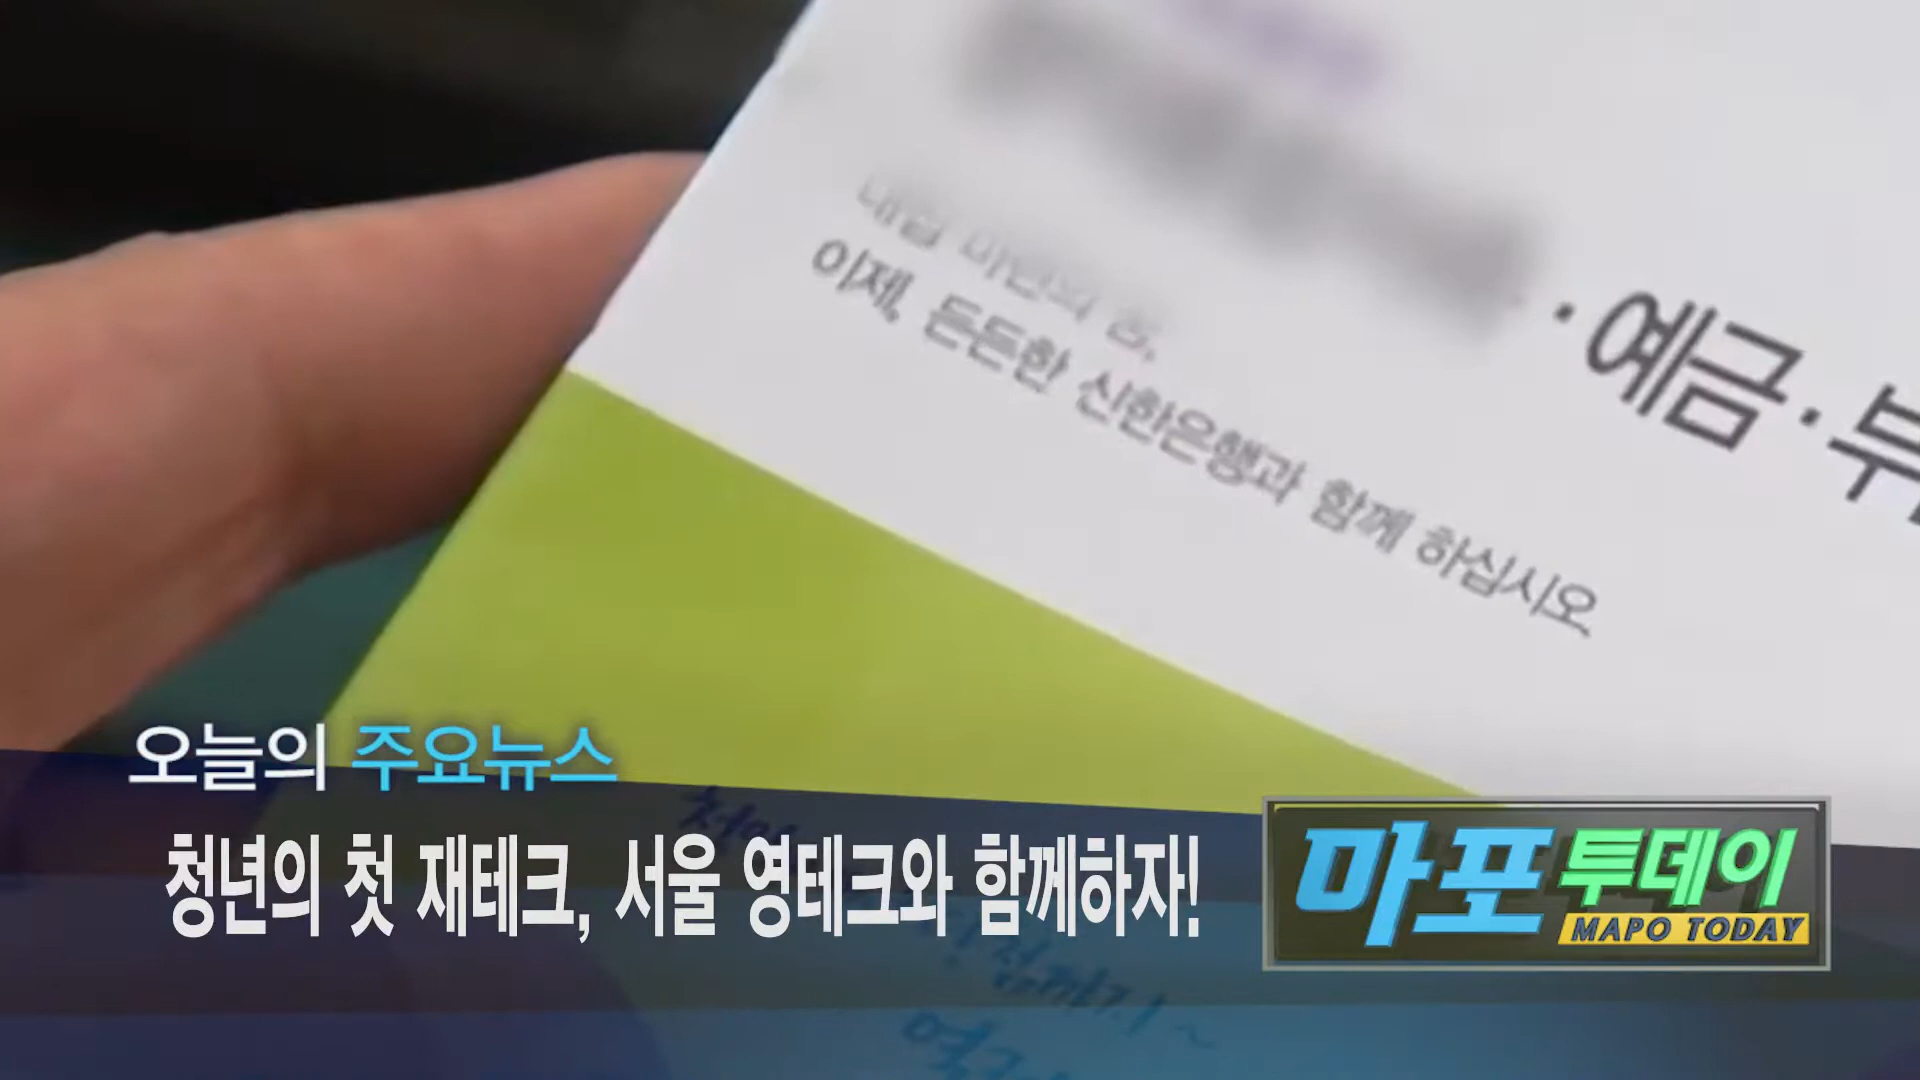 · 예금 · 부
이제, 든든한 신한은행과 함께 하십시오
오늘의 주요뉴스
청년의 첫 재테크, 서울 영테크와 함께하자!
마포 투데이
MAPO TODAY